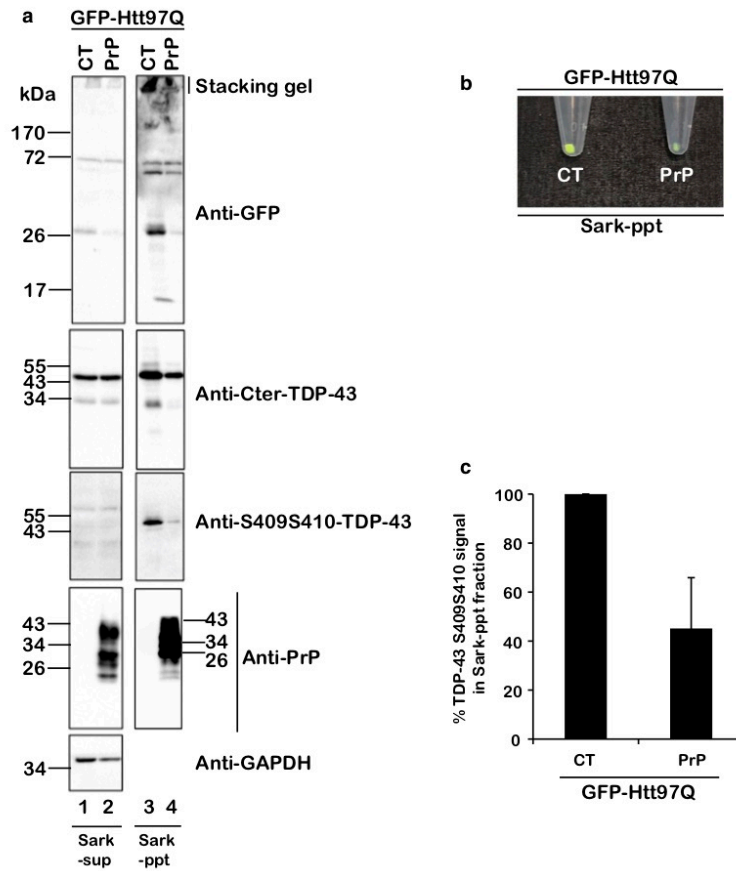 a
GFP-Htt97Q
CT PrP CT PrP
kDa
Stacking gel
170
72
Anti-GFP
26
17
55
43
34
Anti-Cter-TDP-43
55
43
Anti-S409S410-TDP-43
43
34
26
43
34
26
Anti-PrP
34
Anti-GAPDH
1 2 3 4
Sark
-sup
Sark
-ppt
b
GFP-Htt97Q
CT PrP
Sark-ppt
c
% TDP-43 S409S410 signal
in Sark-ppt fraction
100
80
60
40
20
0
CT PrP
GFP-Htt97Q